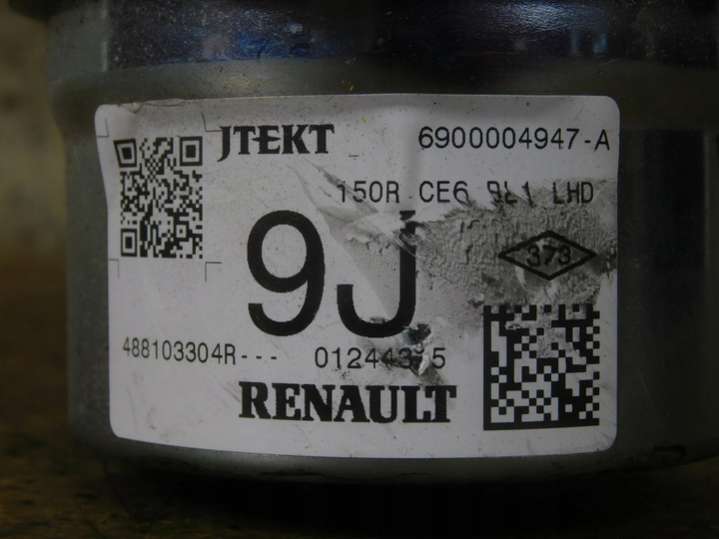 JTEKT 6900004947-A
150R CE6 LHD
9J
373
488103304R---
RENAULT